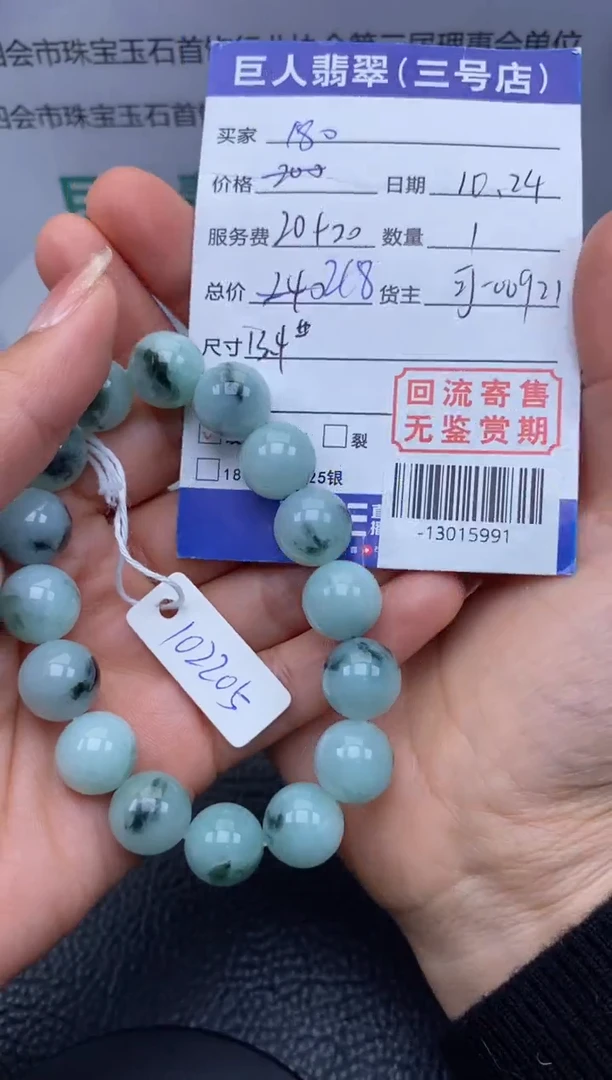 四会市珠宝玉石首饰行业协会第三届理事会单位
四会市珠宝玉石首
巨人翡翠(三号店)
买家 180
价格 200 日期 10.24
服务费 20+20 数量 1
总价 240 268 货主 -00921
尺寸 13.4
裂
18 25银
回流寄售
无鉴赏期
-13015991
102205